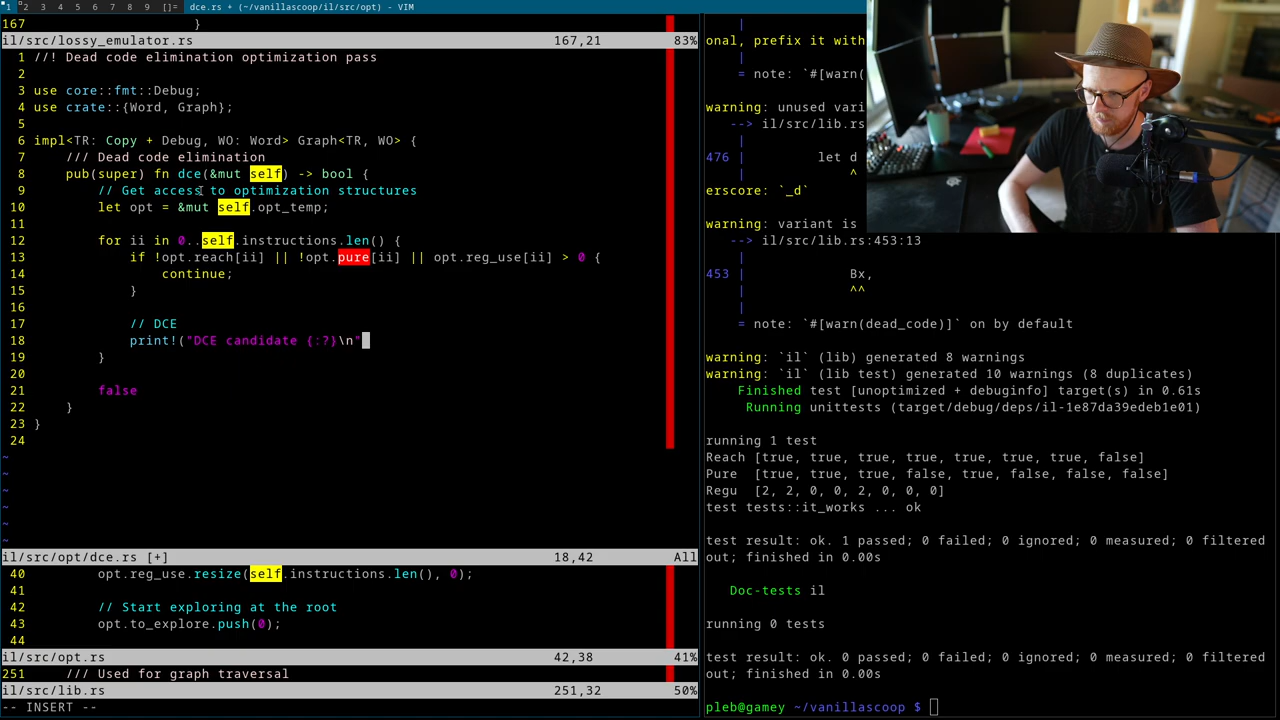 1 2 3 4 5 6 7 8 9 []= dce.rs + (~/vanillascoop/il/src/opt) - VIM
167                     }
il/src/lossy_emulator.rs 167,21 83%
1 //! Dead code elimination optimization pass
2
3 use core::fmt::Debug;
4 use crate::{Word, Graph};
5
6 impl<TR: Copy + Debug, WO: Word> Graph<TR, WO> {
7     /// Dead code elimination
8     pub(super) fn dce(&mut self) -> bool {
9         // Get access to optimization structures
10         let opt = &mut self.opt_temp;
11
12         for ii in 0..self.instructions.len() {
13             if !opt.reach[ii] || !opt.pure[ii] || opt.reg_use[ii] > 0 {
14                 continue;
15             }
16
17             // DCE
18             print!("DCE candidate {:?}\n"
19         }
20
21         false
22     }
23 }
24
~
~
~
~
~
~
il/src/opt/dce.rs [+] 18,42 All
40         opt.reg_use.resize(self.instructions.len(), 0);
41
42         // Start exploring at the root
43         opt.to_explore.push(0);
44
il/src/opt.rs 42,38 41%
251     /// Used for graph traversal
il/src/lib.rs 251,32 50%
-- INSERT --
|
onal, prefix it with
|
= note: `#[warn(
warning: unused vari
--> il/src/lib.rs
|
476 |         let d
|             ^
erscore: `_d`
warning: variant is
--> il/src/lib.rs:453:13
|
453 |             Bx,
|             ^^
|
= note: `#[warn(dead_code)]` on by default
warning: `il` (lib) generated 8 warnings
warning: `il` (lib test) generated 10 warnings (8 duplicates)
Finished test [unoptimized + debuginfo] target(s) in 0.61s
Running unittests (target/debug/deps/il-1e87da39edeb1e01)
running 1 test
Reach [true, true, true, true, true, true, true, false]
Pure  [true, true, true, false, true, false, false, false]
Regu  [2, 2, 0, 0, 2, 0, 0, 0]
test tests::it_works ... ok
test result: ok. 1 passed; 0 failed; 0 ignored; 0 measured; 0 filtered
out; finished in 0.00s
Doc-tests il
running 0 tests
test result: ok. 0 passed; 0 failed; 0 ignored; 0 measured; 0 filtered
out; finished in 0.00s
pleb@gamey ~/vanillascoop $